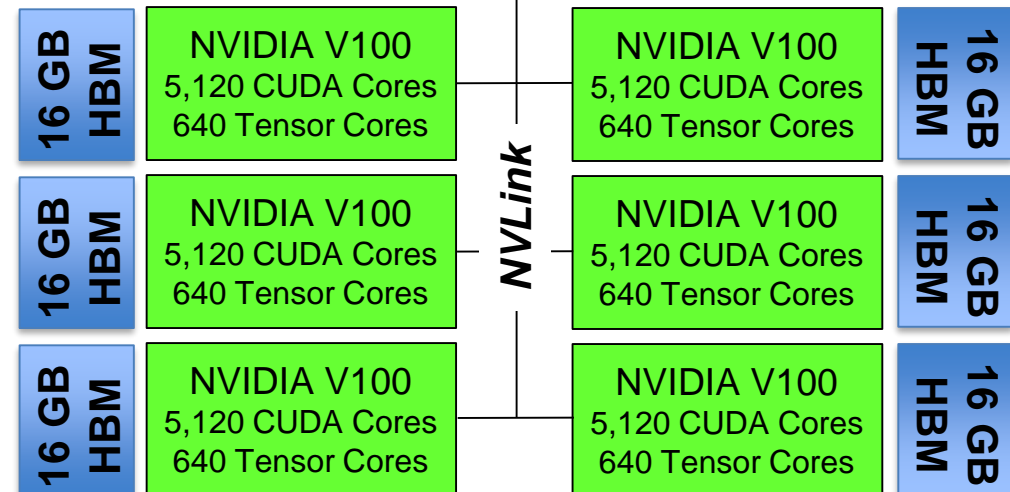 16 GB
HBM
NVIDIA V100
5,120 CUDA Cores
640 Tensor Cores
NVIDIA V100
5,120 CUDA Cores
640 Tensor Cores
16 GB
HBM
NVLink
16 GB
HBM
NVIDIA V100
5,120 CUDA Cores
640 Tensor Cores
NVIDIA V100
5,120 CUDA Cores
640 Tensor Cores
16 GB
HBM
16 GB
HBM
NVIDIA V100
5,120 CUDA Cores
640 Tensor Cores
NVIDIA V100
5,120 CUDA Cores
640 Tensor Cores
16 GB
HBM